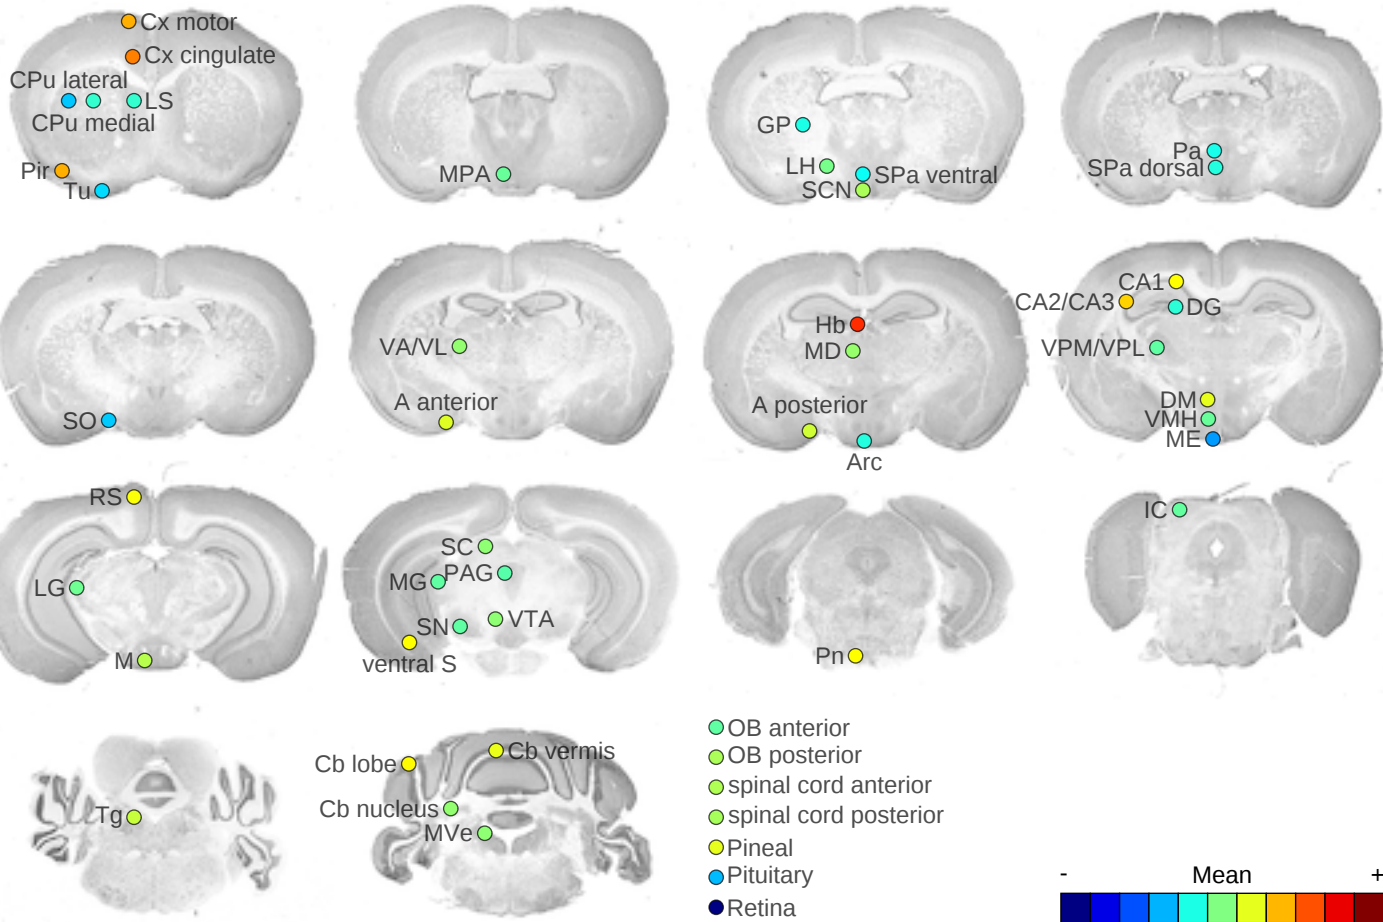 Cx motor
Cx cingulate
CPu lateral
LS
CPu medial
Pir
Tu
MPA
GP
LH
SPa ventral
SCN
Pa
SPa dorsal
SO
VA/VL
A anterior
Hb
MD
A posterior
Arc
CA1
CA2/CA3
DG
VPM/VPL
DM
VMH
ME
RS
LG
M
SC
MG
PAG
SN
VTA
ventral S
Pn
IC
Tg
Cb lobe
Cb vermis
Cb nucleus
MVe
OB anterior
OB posterior
spinal cord anterior
spinal cord posterior
Pineal
Pituitary
Retina
- Mean +